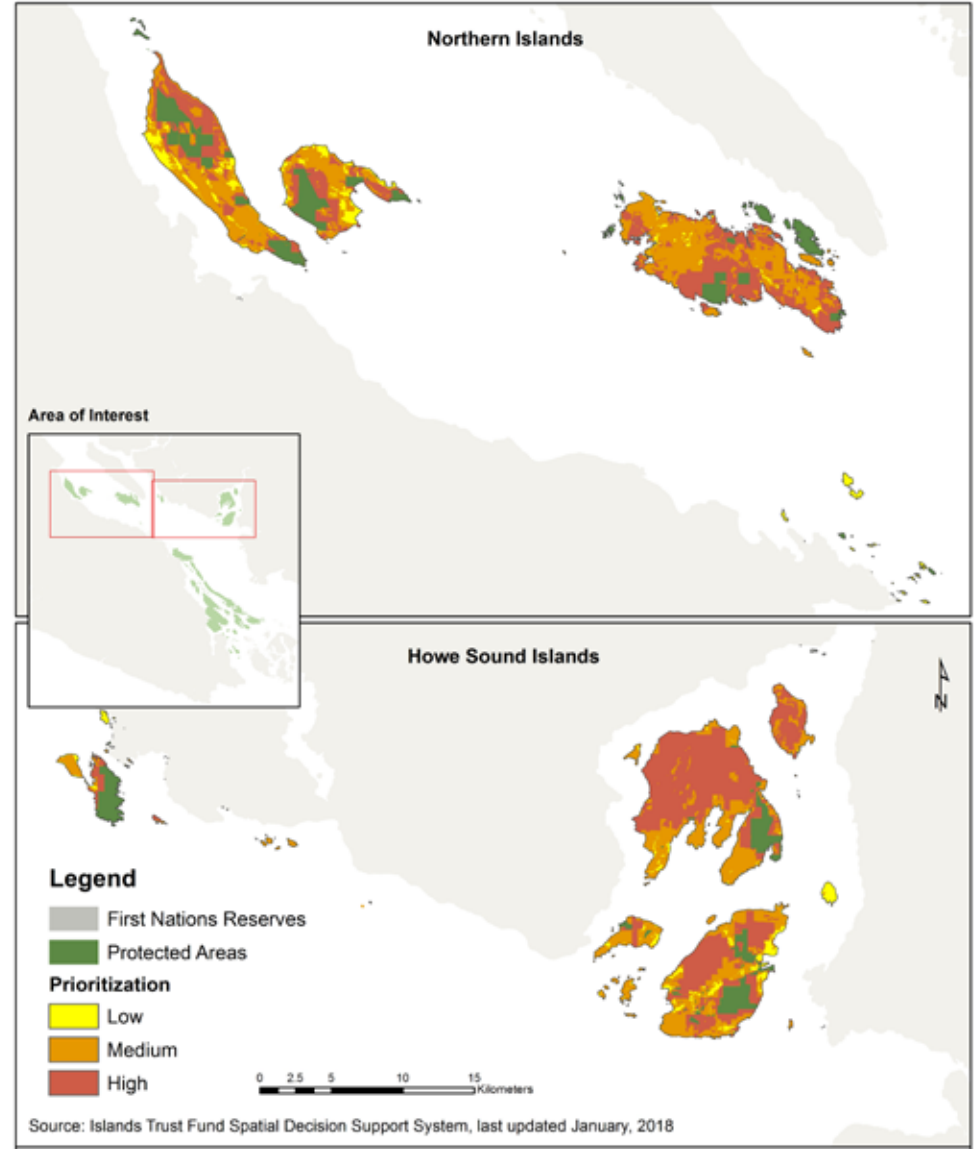 Northern Islands
Area of Interest
Howe Sound Islands
N
Legend
First Nations Reserves
Protected Areas
Prioritization
Low
Medium
High
0 2.5 5 10 15
Kilometers
Source: Islands Trust Fund Spatial Decision Support System, last updated January, 2018